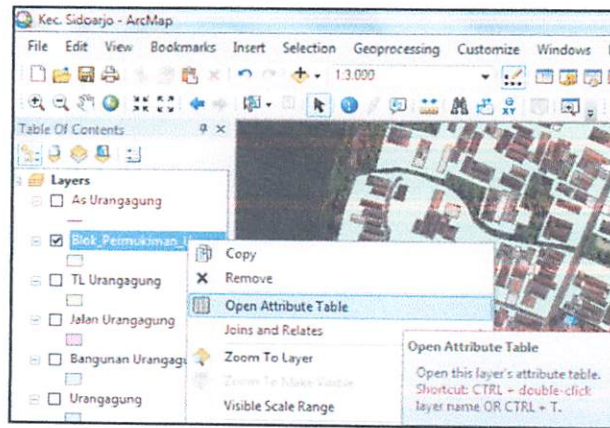 Kec. Sidoarjo - ArcMap
File Edit View Bookmarks Insert Selection Geoprocessing Customize Windows
1:3.000
Table Of Contents
Layers
As Urangagung
Blok_Permukiman_U
Copy
Remove
TL Urangagung
Open Attribute Table
Jalan Urangagung
Joins and Relates
Open Attribute Table
Bangunan Urangagu
Zoom To Layer
Open this layer's attribute table.
Zoom To Make Visible
Shortcut: CTRL + double-click
Urangagung
Visible Scale Range
layer name OR CTRL + T.